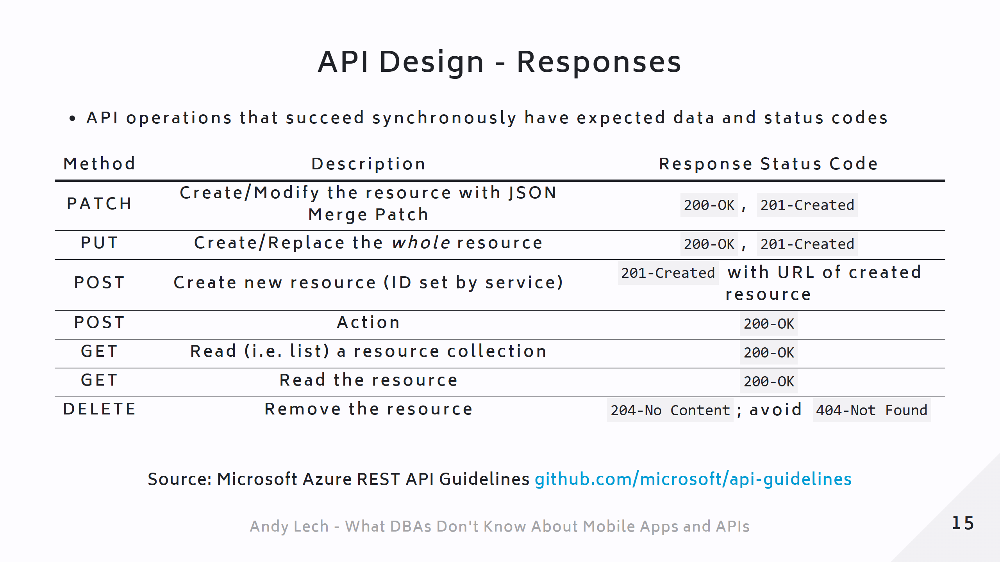 API Design - Responses
• API operations that succeed synchronously have expected data and status codes
Method Description Response Status Code
PATCH Create/Modify the resource with JSON Merge Patch 200-OK, 201-Created
PUT Create/Replace the whole resource 200-OK, 201-Created
POST Create new resource (ID set by service) 201-Created with URL of created resource
POST Action 200-OK
GET Read (i.e. list) a resource collection 200-OK
GET Read the resource 200-OK
DELETE Remove the resource 204-No Content; avoid 404-Not Found
Source: Microsoft Azure REST API Guidelines github.com/microsoft/api-guidelines
Andy Lech - What DBAs Don't Know About Mobile Apps and APIs
15